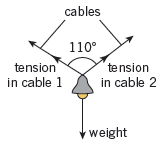 cables
110°
tension
in cable 1
tension
in cable 2
weight